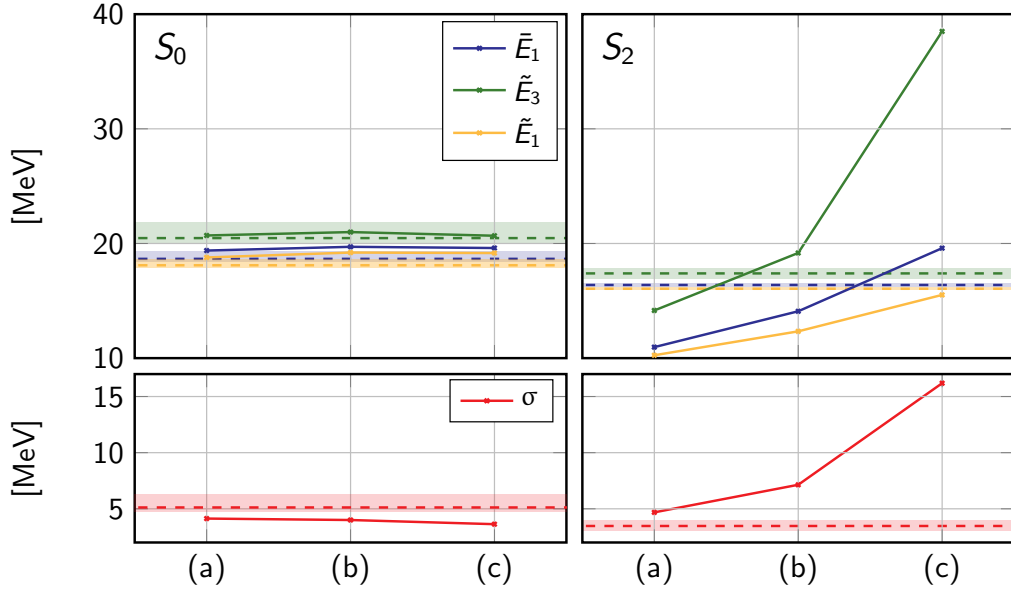 40
30
20
10
[MeV]
S₀
Ē₁
Ẽ₃
Ẽ₁
S₂
15
10
5
[MeV]
σ
(a) (b) (c) (a) (b) (c)